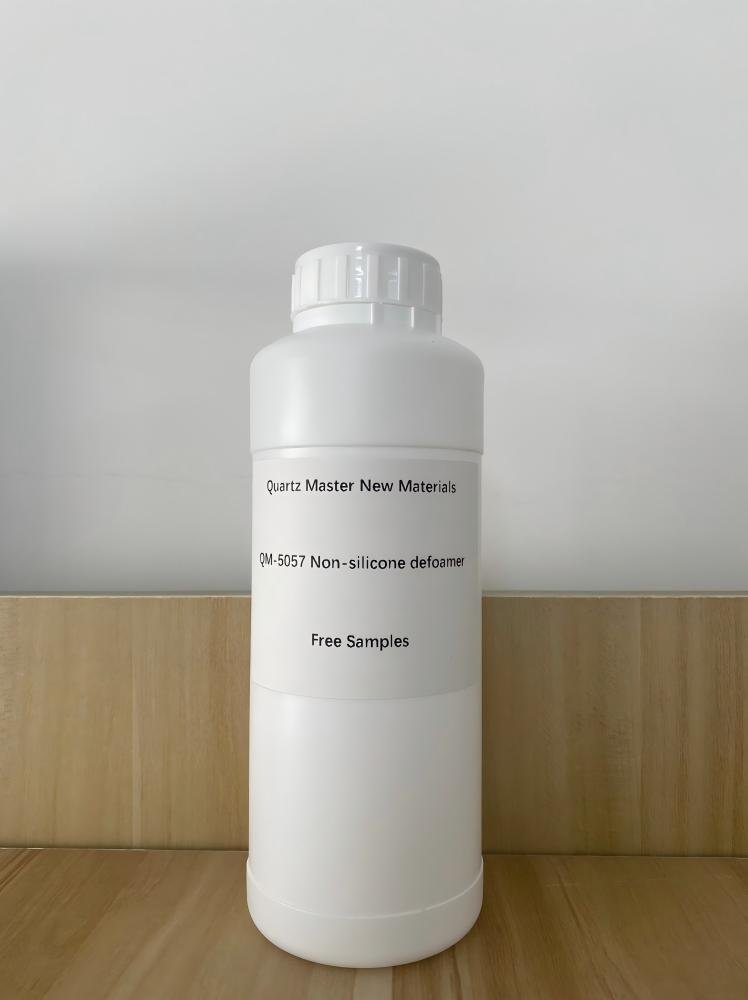 Quartz Master New Materials
QM-5057 Non-silicone defoamer
Free Samples